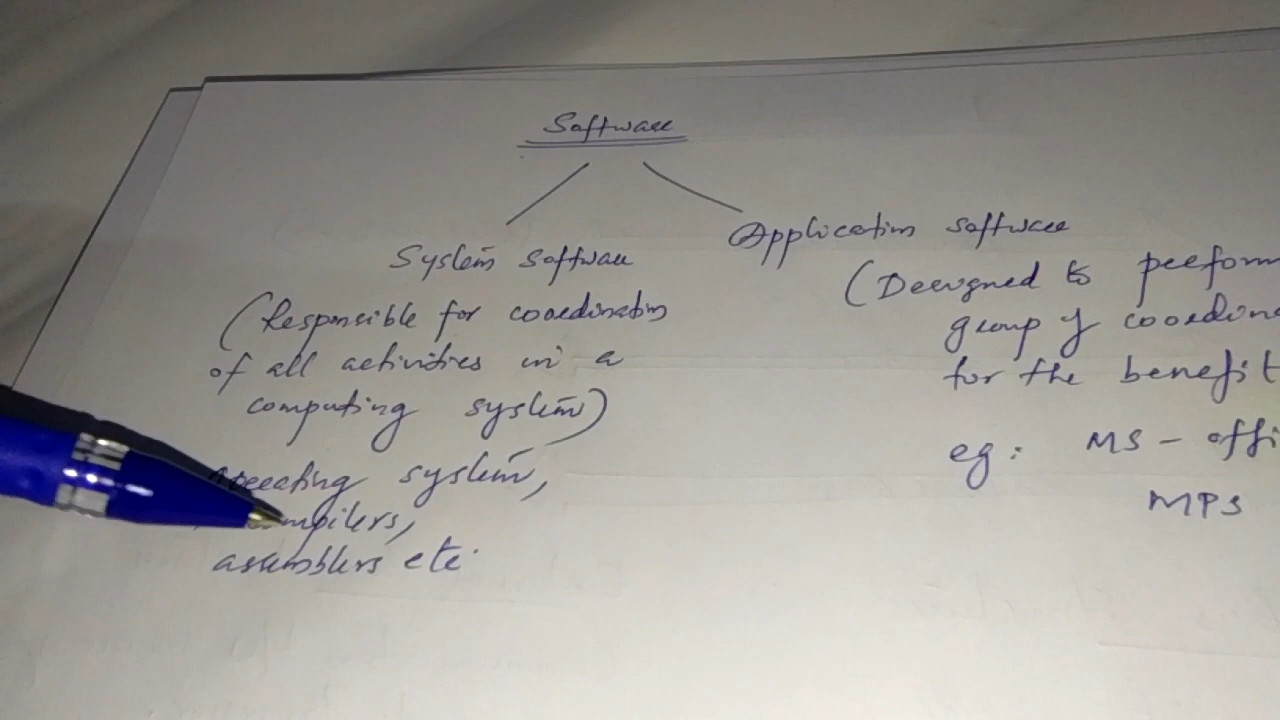 Software
System software
(Responsible for coordination
of all activities in a
computing system)
operating system,
compilers,
assemblers etc.
Application software
(Designed to perform
group of coordin
for the benefit
eg: MS - offi
MPS